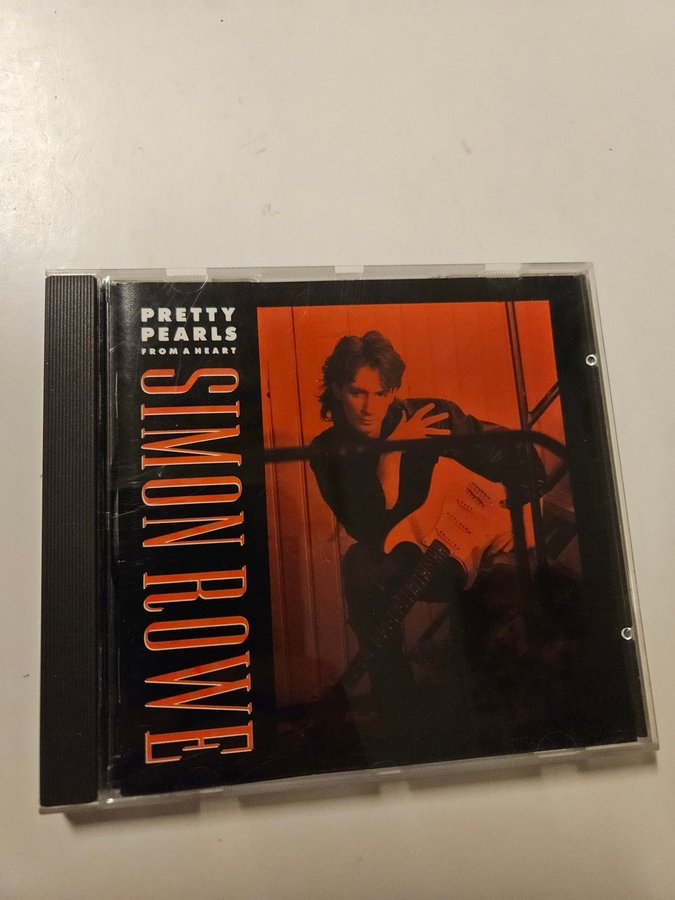 PRETTY
PEARLS
FROM A HEART
SIMON ROWE